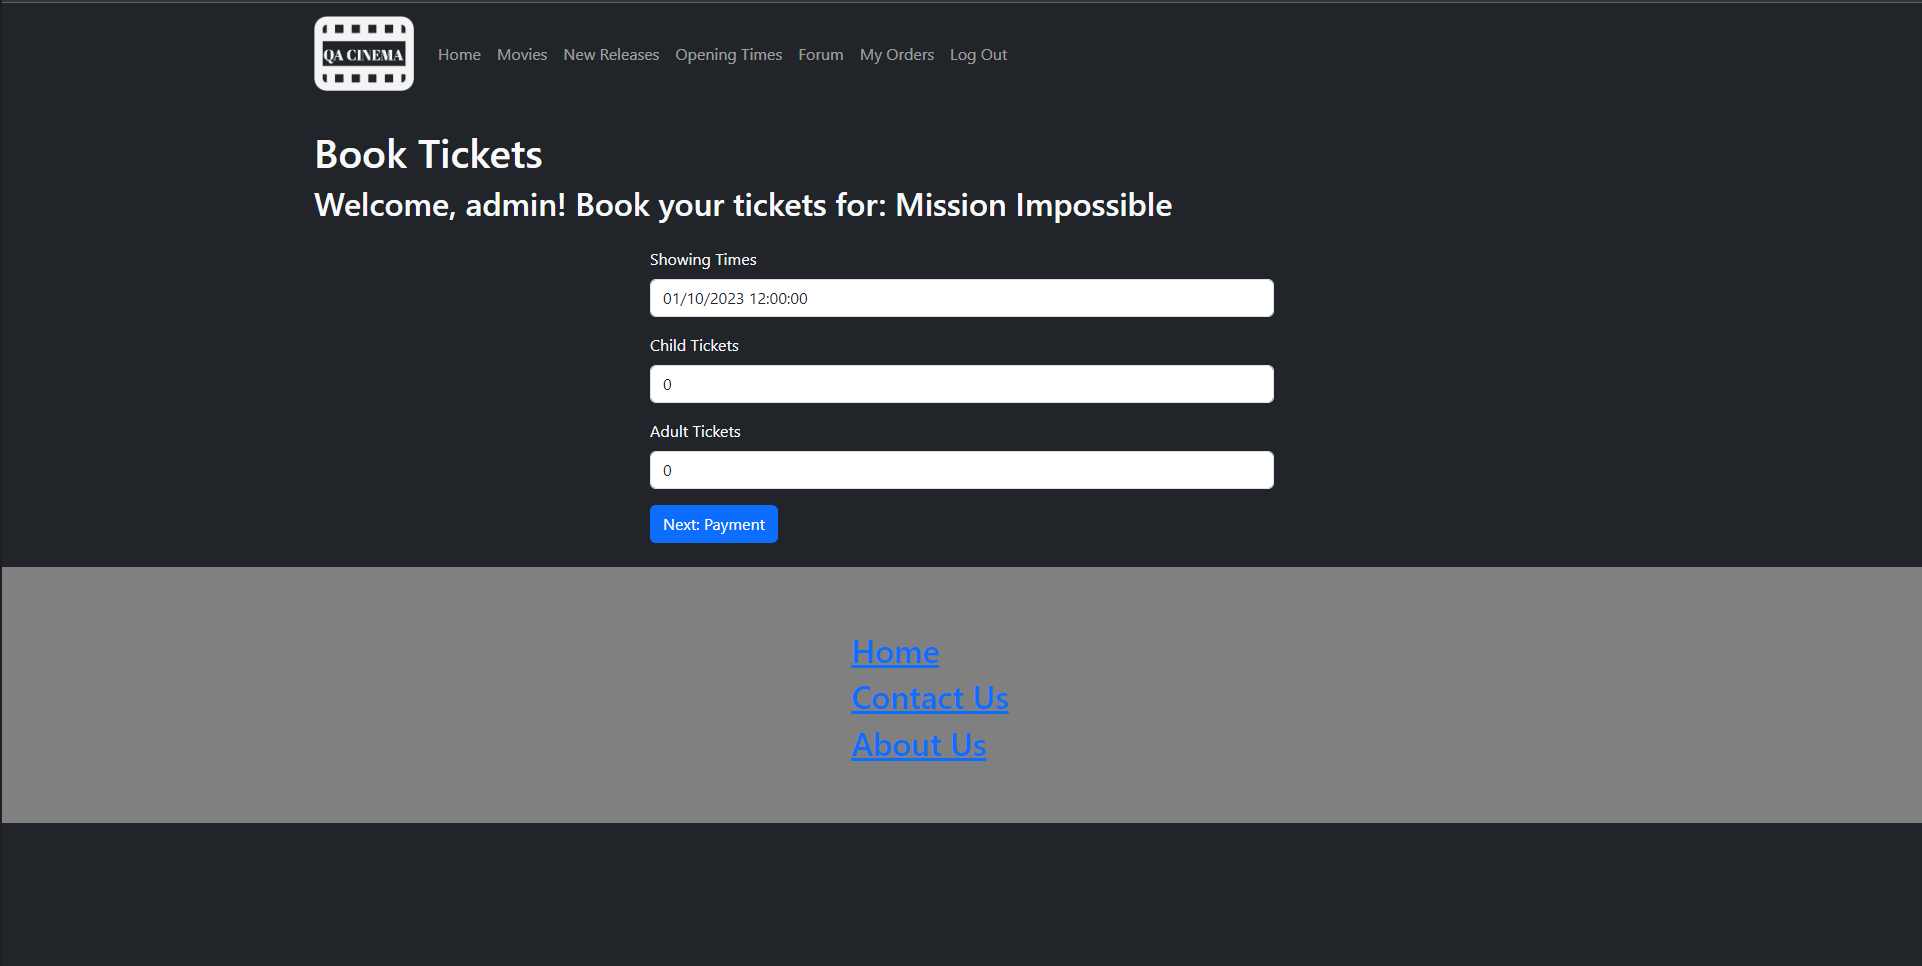 QA CINEMA
Home Movies New Releases Opening Times Forum My Orders Log Out
Book Tickets
Welcome, admin! Book your tickets for: Mission Impossible
Showing Times
01/10/2023 12:00:00
Child Tickets
0
Adult Tickets
0
Next: Payment
Home
Contact Us
About Us